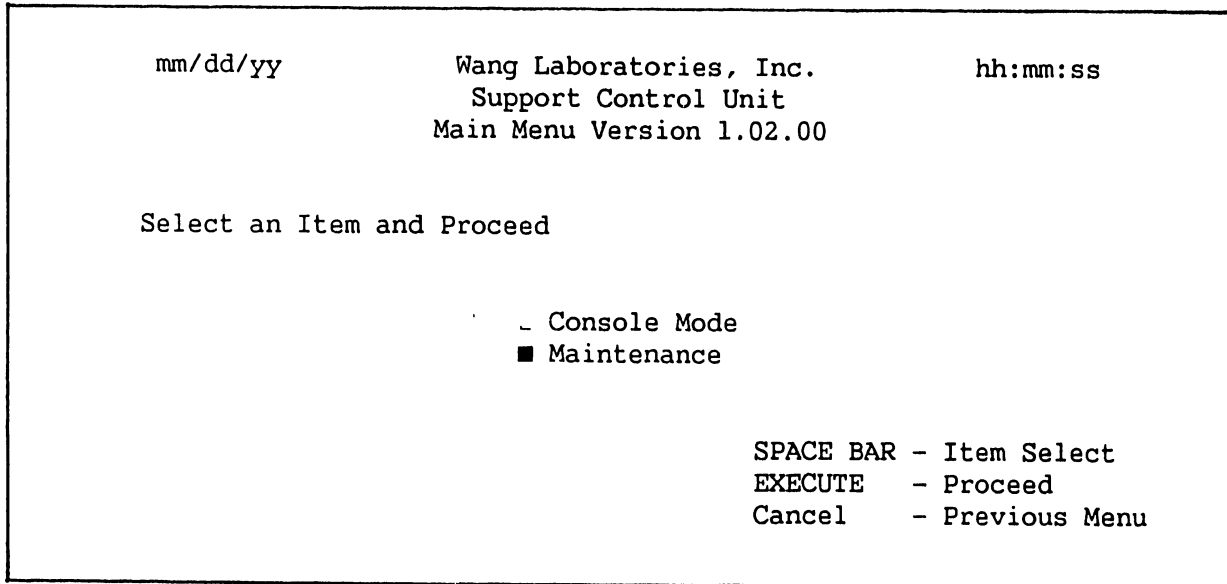 mm/dd/yy Wang Laboratories, Inc. hh:mm:ss
Support Control Unit
Main Menu Version 1.02.00
Select an Item and Proceed
_ Console Mode
■ Maintenance
SPACE BAR - Item Select
EXECUTE - Proceed
Cancel - Previous Menu